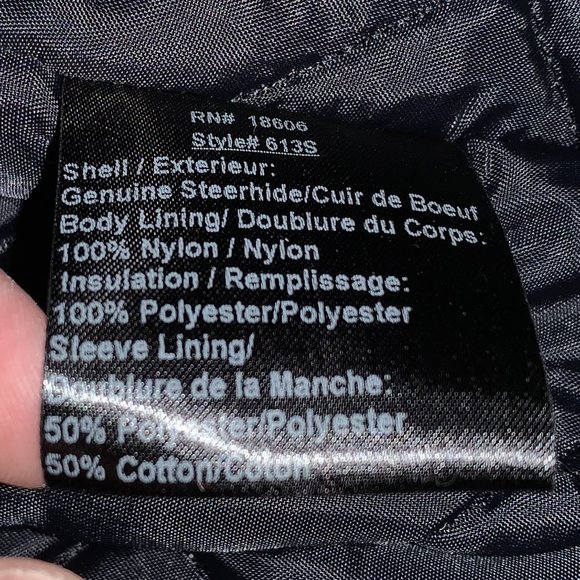 RN# 18606
Style# 613S
Shell / Exterieur:
Genuine Steerhide/Cuir de Boeuf
Body Lining/ Doublure du Corps:
100% Nylon / Nylon
Insulation / Remplissage:
100% Polyester/Polyester
Sleeve Lining/
Doublure de la Manche:
50% Polyester/Polyester
50% Cotton/Coton